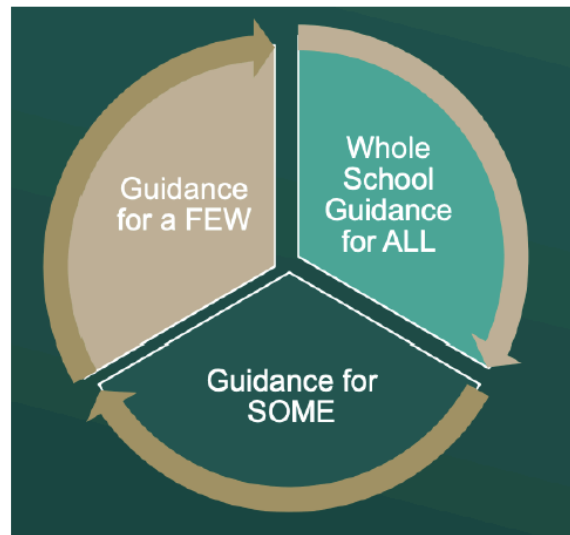 Whole
School
Guidance
for ALL
Guidance for
SOME
Guidance
for a FEW